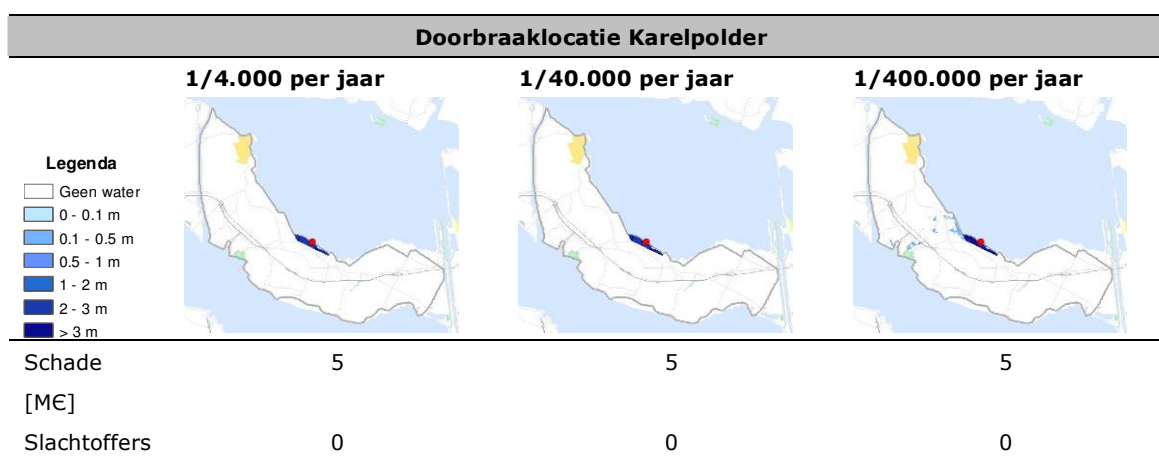 Doorbraaklocatie Karelpolder
1/4.000 per jaar 1/40.000 per jaar 1/400.000 per jaar
Legenda
Geen water
0 - 0.1 m
0.1 - 0.5 m
0.5 - 1 m
1 - 2 m
2 - 3 m
> 3 m
Schade 5 5 5
[M€]
Slachtoffers 0 0 0